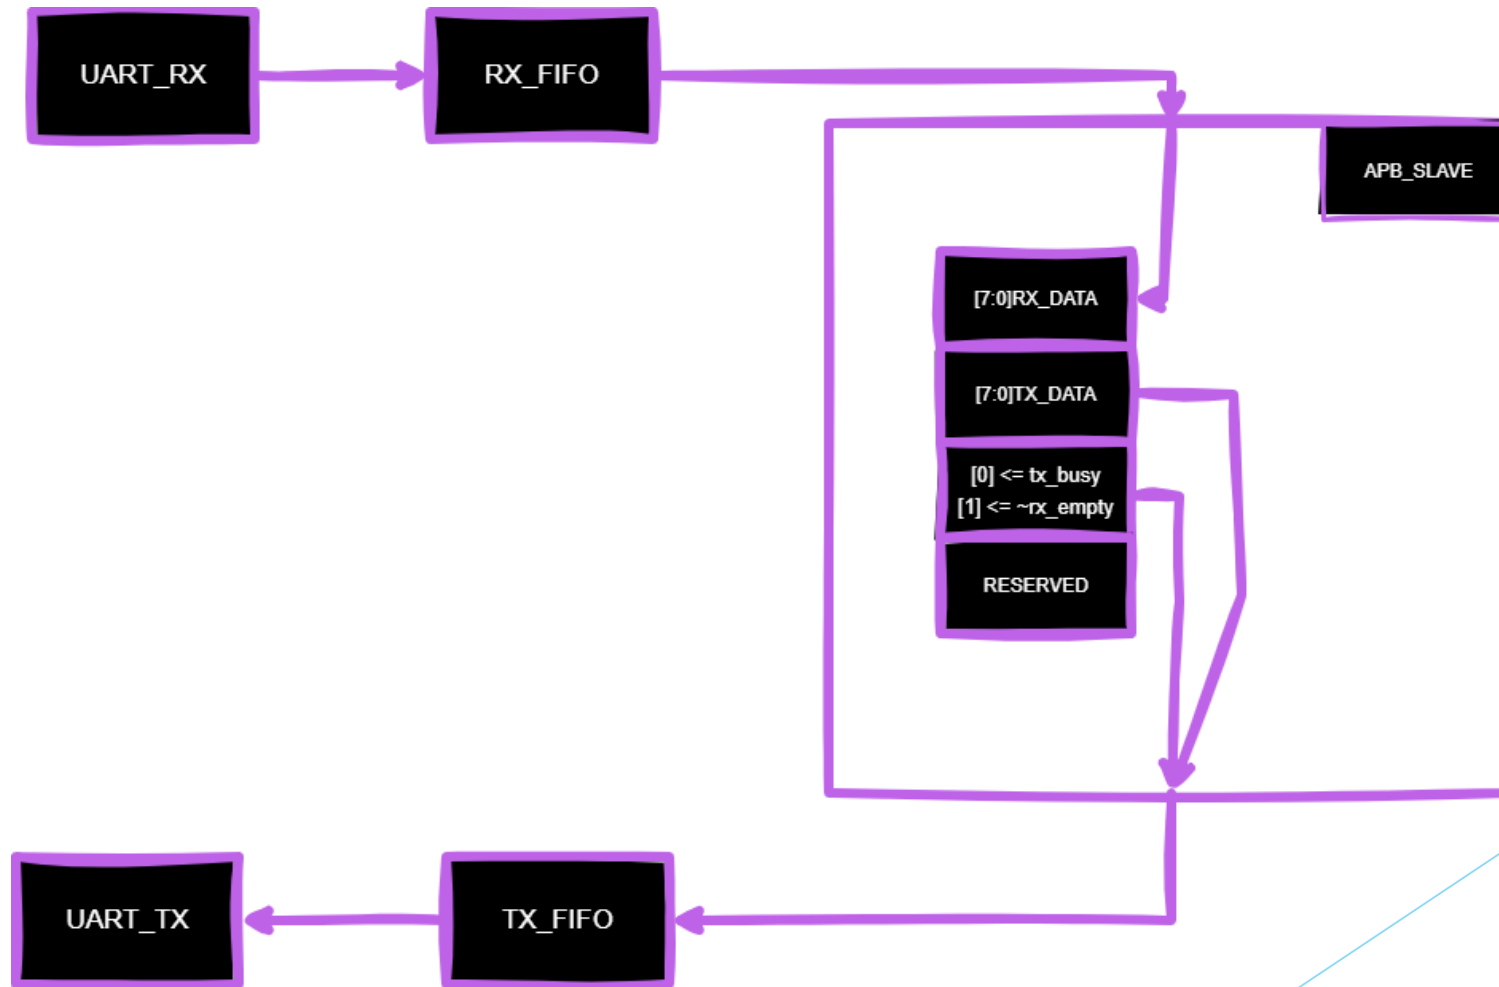 UART_RX
RX_FIFO
APB_SLAVE
[7:0]RX_DATA
[7:0]TX_DATA
[0] <= tx_busy
[1] <= ~rx_empty
RESERVED
UART_TX
TX_FIFO